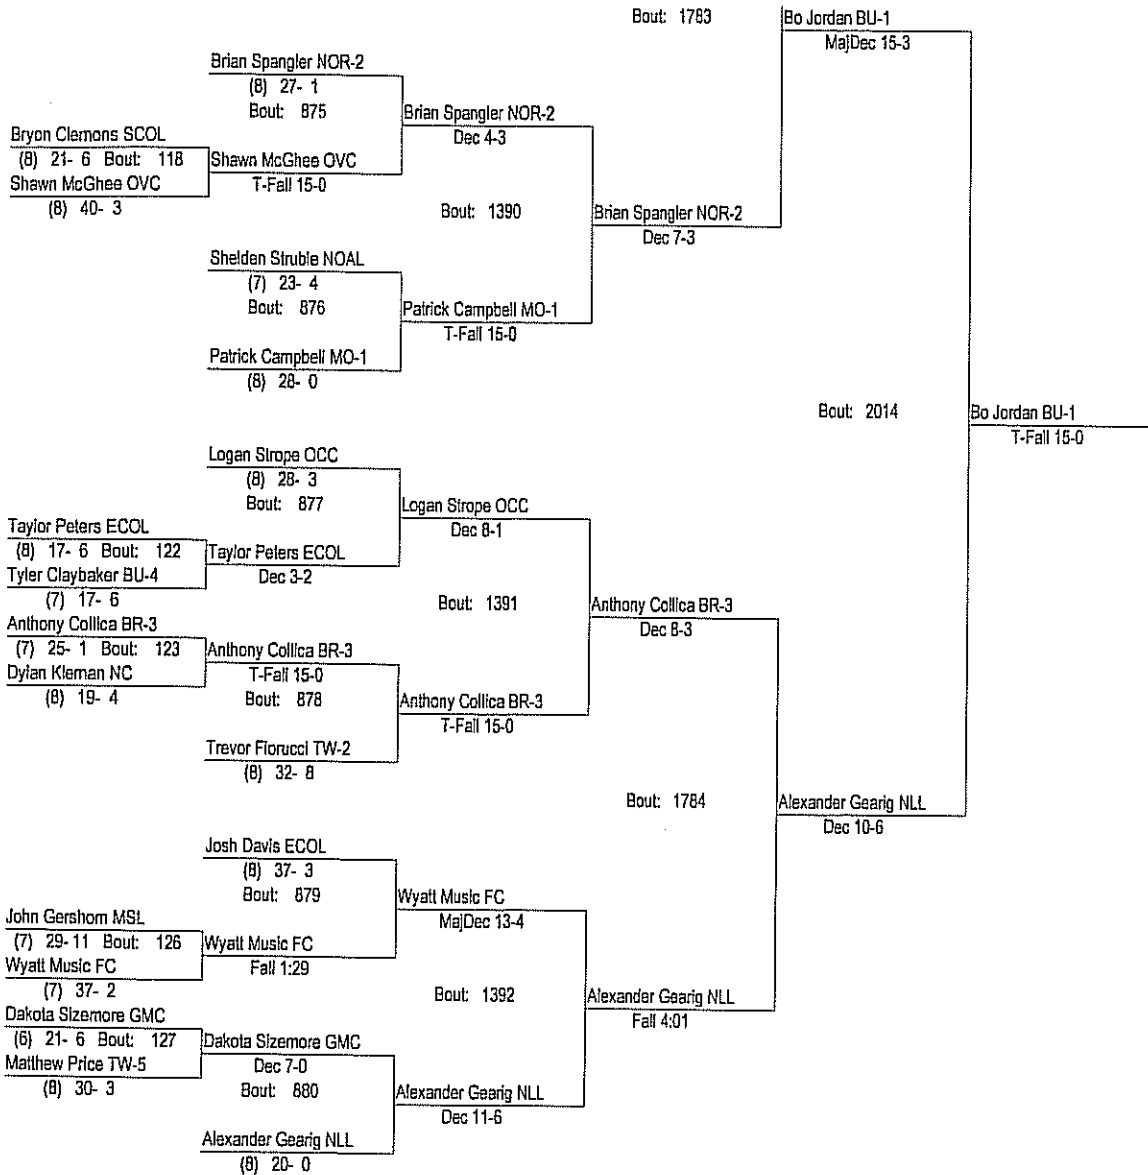 Bout: 1783
Bo Jordan BU-1
MajDec 15-3
Brian Spangler NOR-2
(8) 27- 1
Bout: 875
Brian Spangler NOR-2
Dec 4-3
Bryon Clemons SCOL
(8) 21- 6 Bout: 118
Shawn McGhee OVC
T-Fall 15-0
Shawn McGhee OVC
(8) 40- 3
Bout: 1390
Brian Spangler NOR-2
Dec 7-3
Shelden Struble NOAL
(7) 23- 4
Bout: 876
Patrick Campbell MO-1
T-Fall 15-0
Patrick Campbell MO-1
(8) 28- 0
Bout: 2014
Bo Jordan BU-1
T-Fall 15-0
Logan Strope OCC
(8) 28- 3
Bout: 877
Logan Strope OCC
Dec 8-1
Taylor Peters ECOL
(8) 17- 6 Bout: 122
Taylor Peters ECOL
Dec 3-2
Tyler Claybaker BU-4
(7) 17- 6
Bout: 1391
Anthony Collica BR-3
Dec 8-3
Anthony Collica BR-3
(7) 25- 1 Bout: 123
Anthony Collica BR-3
T-Fall 15-0
Dylan Kiernan NC
(8) 19- 4
Bout: 878
Anthony Collica BR-3
T-Fall 15-0
Trevor Fiorucci TW-2
(8) 32- 8
Bout: 1784
Alexander Gearig NLL
Dec 10-6
Josh Davis ECOL
(8) 37- 3
Bout: 879
Wyatt Music FC
MajDec 13-4
John Gershom MSL
(7) 29- 11 Bout: 126
Wyatt Music FC
Fall 1:29
Wyatt Music FC
(7) 37- 2
Bout: 1392
Alexander Gearig NLL
Fall 4:01
Dakota Sizemore GMC
(6) 21- 6 Bout: 127
Dakota Sizemore GMC
Dec 7-0
Matthew Price TW-5
(8) 30- 3
Bout: 880
Alexander Gearig NLL
Dec 11-6
Alexander Gearig NLL
(8) 20- 0